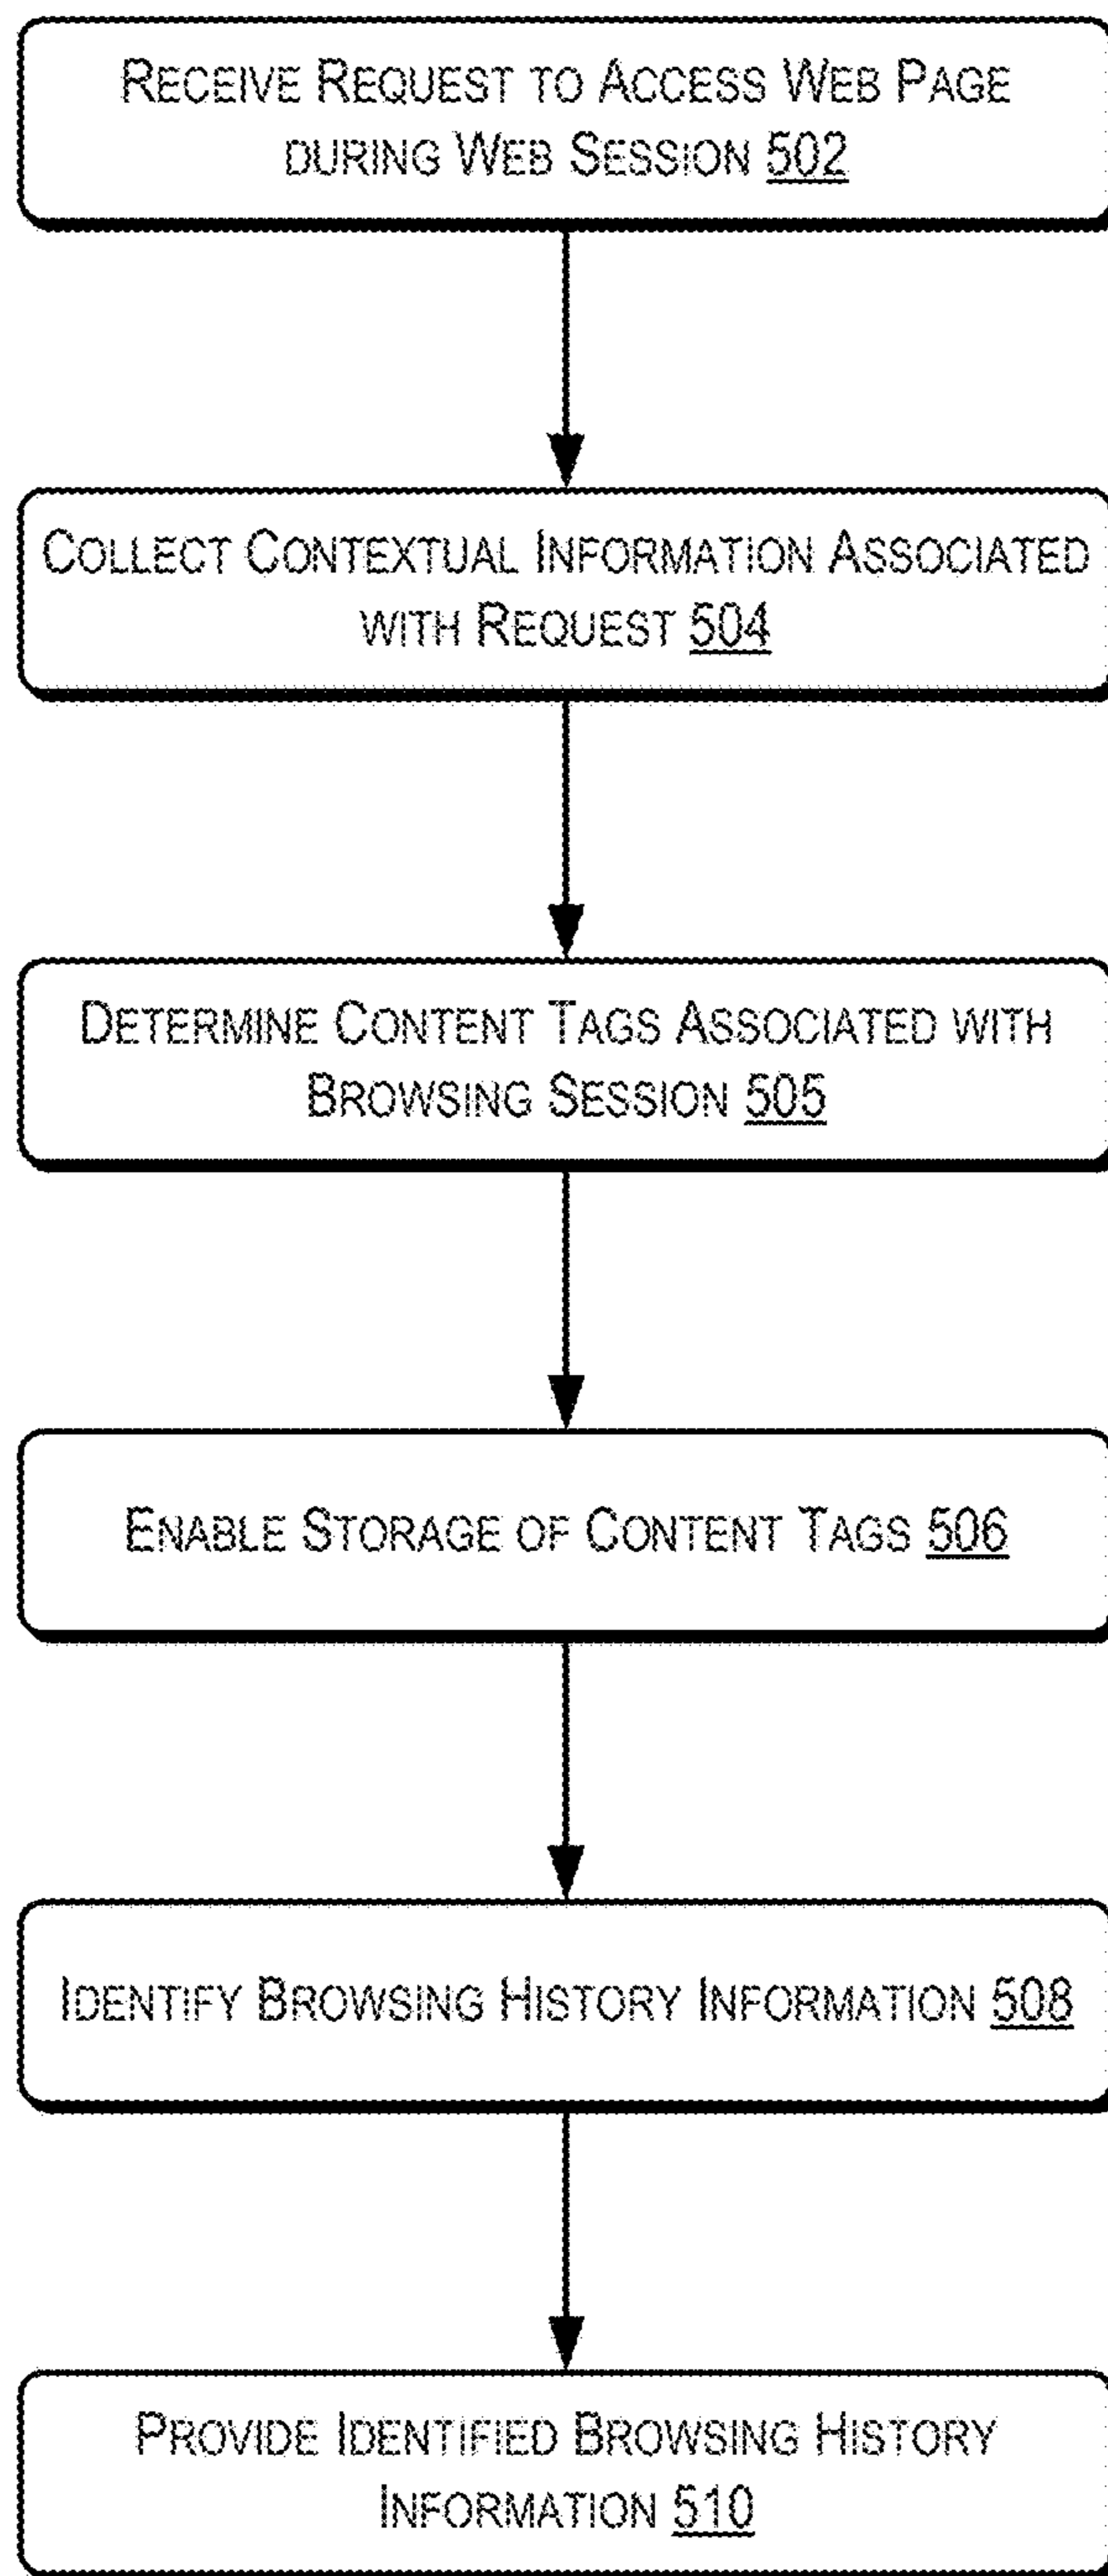 RECEIVE REQUEST TO ACCESS WEB PAGE
DURING WEB SESSION 502
COLLECT CONTEXTUAL INFORMATION ASSOCIATED
WITH REQUEST 504
DETERMINE CONTENT TAGS ASSOCIATED WITH
BROWSING SESSION 505
ENABLE STORAGE OF CONTENT TAGS 506
IDENTIFY BROWSING HISTORY INFORMATION 508
PROVIDE IDENTIFIED BROWSING HISTORY
INFORMATION 510